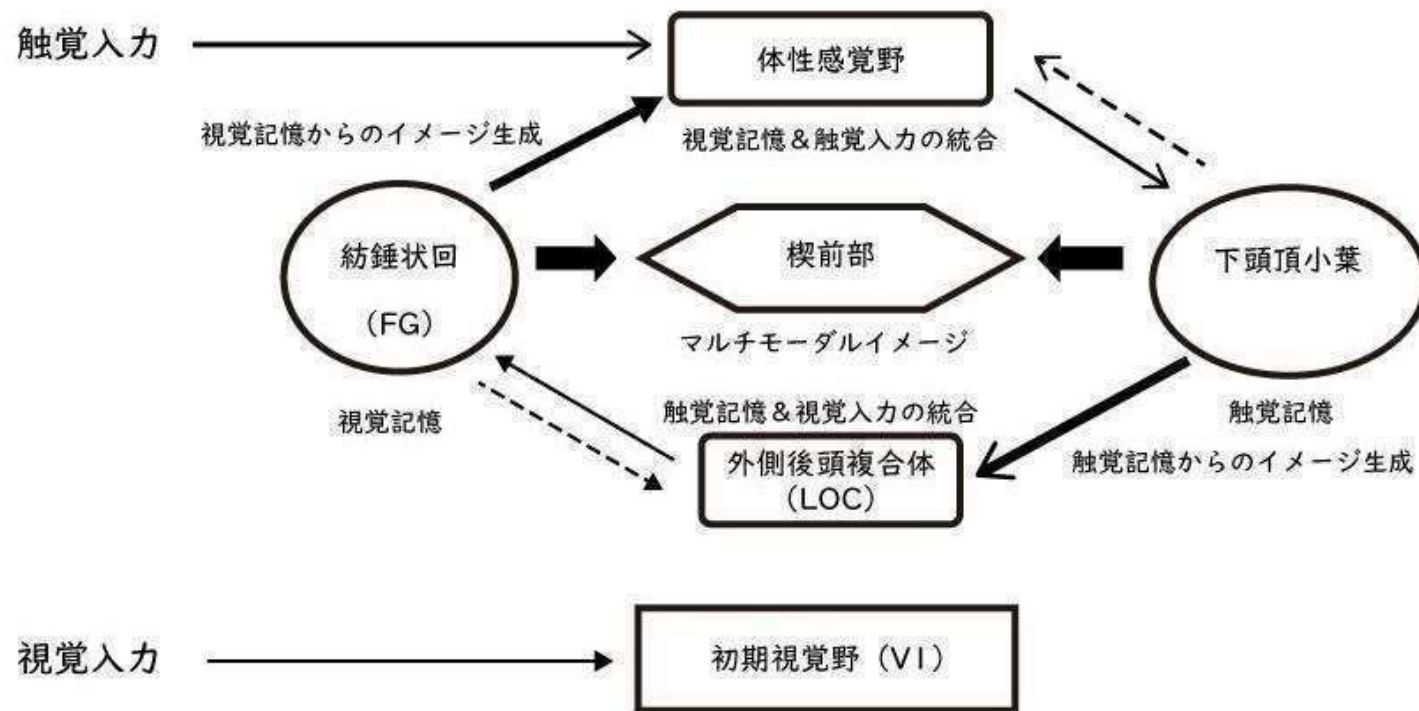 触覚入力
体性感覚野
視覚記憶からのイメージ生成
視覚記憶＆触覚入力の統合
紡錘状回
（FG）
楔前部
下頭頂小葉
マルチモーダルイメージ
視覚記憶
触覚記憶＆視覚入力の統合
触覚記憶
外側後頭複合体
（LOC）
触覚記憶からのイメージ生成
視覚入力
初期視覚野（V1）